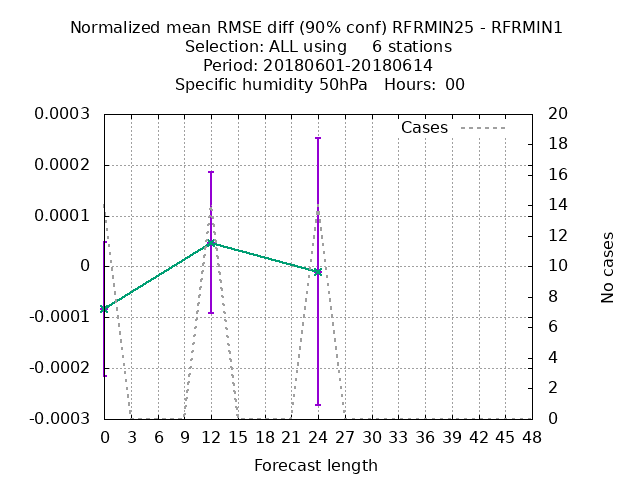 Normalized mean RMSE diff (90% conf) RFRMIN25 - RFRMIN1
Selection: ALL using 6 stations
Period: 20180601-20180614
Specific humidity 50hPa Hours: 00
0.0003
0.0002
0.0001
0
-0.0001
-0.0002
-0.0003
Cases
20
18
16
14
12
10
8
6
4
2
0
No cases
0 3 6 9 12 15 18 21 24 27 30 33 36 39 42 45 48
Forecast length